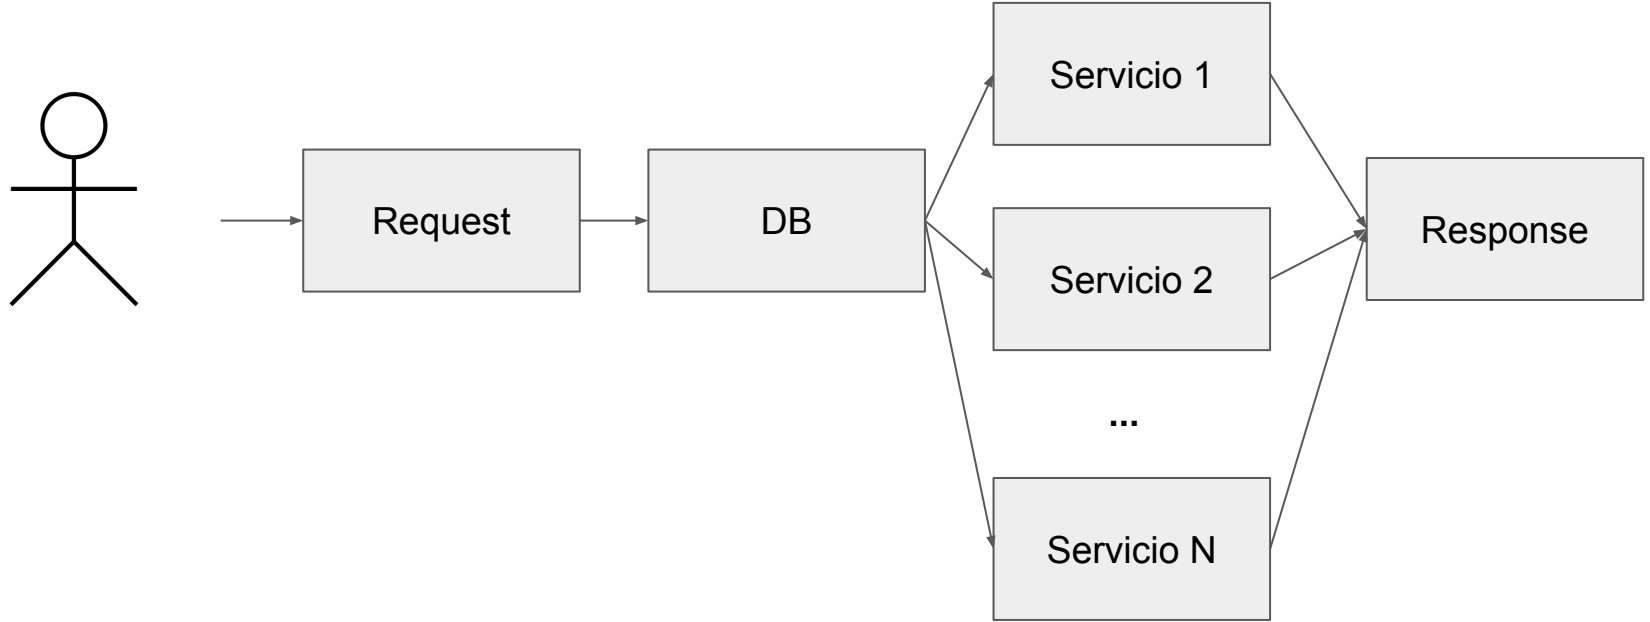 Request
DB
Servicio 1
Servicio 2
...
Servicio N
Response